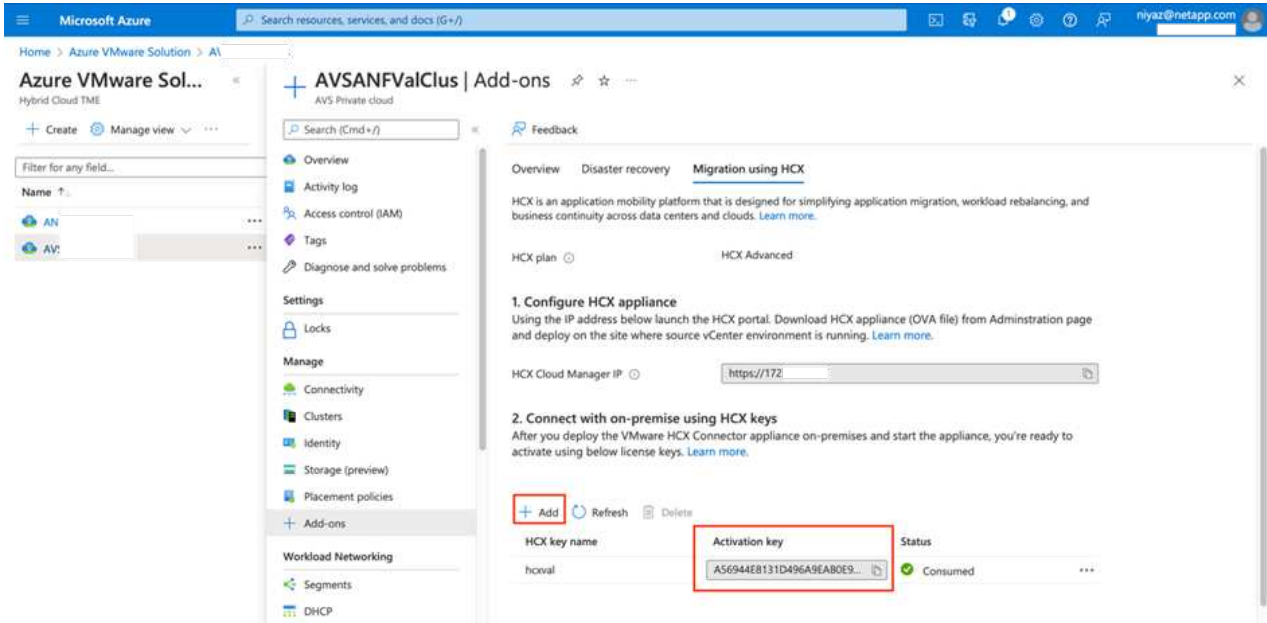 Microsoft Azure
Search resources, services, and docs (G+/)
1
niyaz@netapp.com
Home > Azure VMware Solution >
Azure VMware Sol...
Hybrid Cloud TME
Create
Manage view
Filter for any field...
Name ↑
AN
AVS
AVSANFValClus | Add-ons
AVS Private cloud
Search (Cmd+/)
Overview
Activity log
Access control (IAM)
Tags
Diagnose and solve problems
Settings
Locks
Manage
Connectivity
Clusters
Identity
Storage (preview)
Placement policies
Add-ons
Workload Networking
Segments
DHCP
Feedback
Overview Disaster recovery Migration using HCX
HCX is an application mobility platform that is designed for simplifying application migration, workload rebalancing, and
business continuity across data centers and clouds. Learn more.
HCX plan HCX Advanced
1. Configure HCX appliance
Using the IP address below launch the HCX portal. Download HCX appliance (OVA file) from Adminstration page
and deploy on the site where source vCenter environment is running. Learn more.
HCX Cloud Manager IP https://172
2. Connect with on-premise using HCX keys
After you deploy the VMware HCX Connector appliance on-premises and start the appliance, you're ready to
activate using below license keys. Learn more.
Add Refresh Delete
HCX key name Activation key Status
hcxval A56944E8131D496A9EAB0E9... Consumed